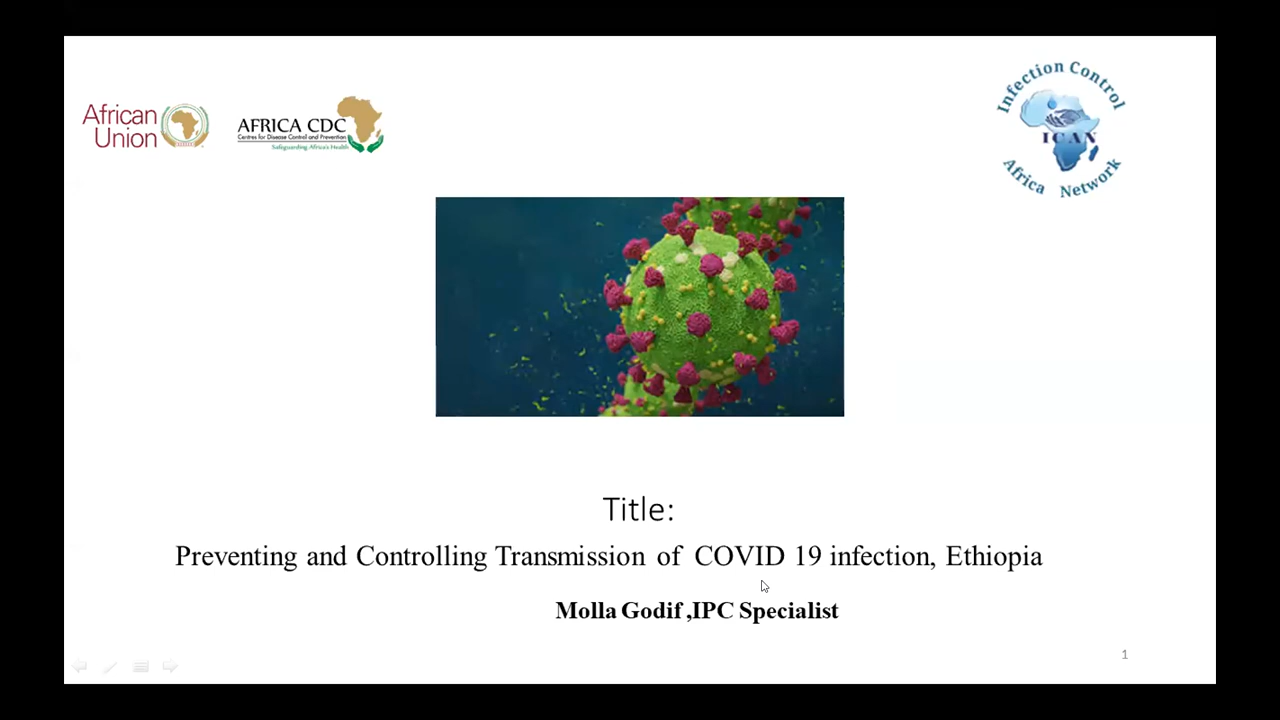 African
Union
AFRICA CDC
Centres for Disease Control and Prevention
Safeguarding Africa's Health
Infection Control
ICAN
Africa Network
Title:
Preventing and Controlling Transmission of COVID 19 infection, Ethiopia
Molla Godif ,IPC Specialist
1